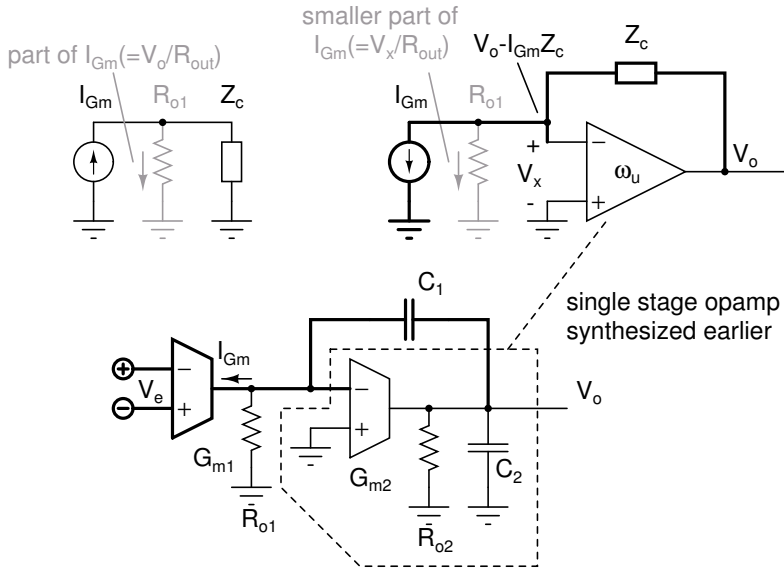 part of I_Gm(=V_o/R_out)
I_Gm
R_o1
Z_c
smaller part of
I_Gm(=V_x/R_out)
V_o-I_GmZ_c
Z_c
I_Gm
R_o1
+
V_x
-
−
+
ω_u
V_o
single stage opamp
synthesized earlier
C_1
I_Gm
+
V_e
−
−
+
G_m1
R_o1
−
+
G_m2
R_o2
C_2
V_o